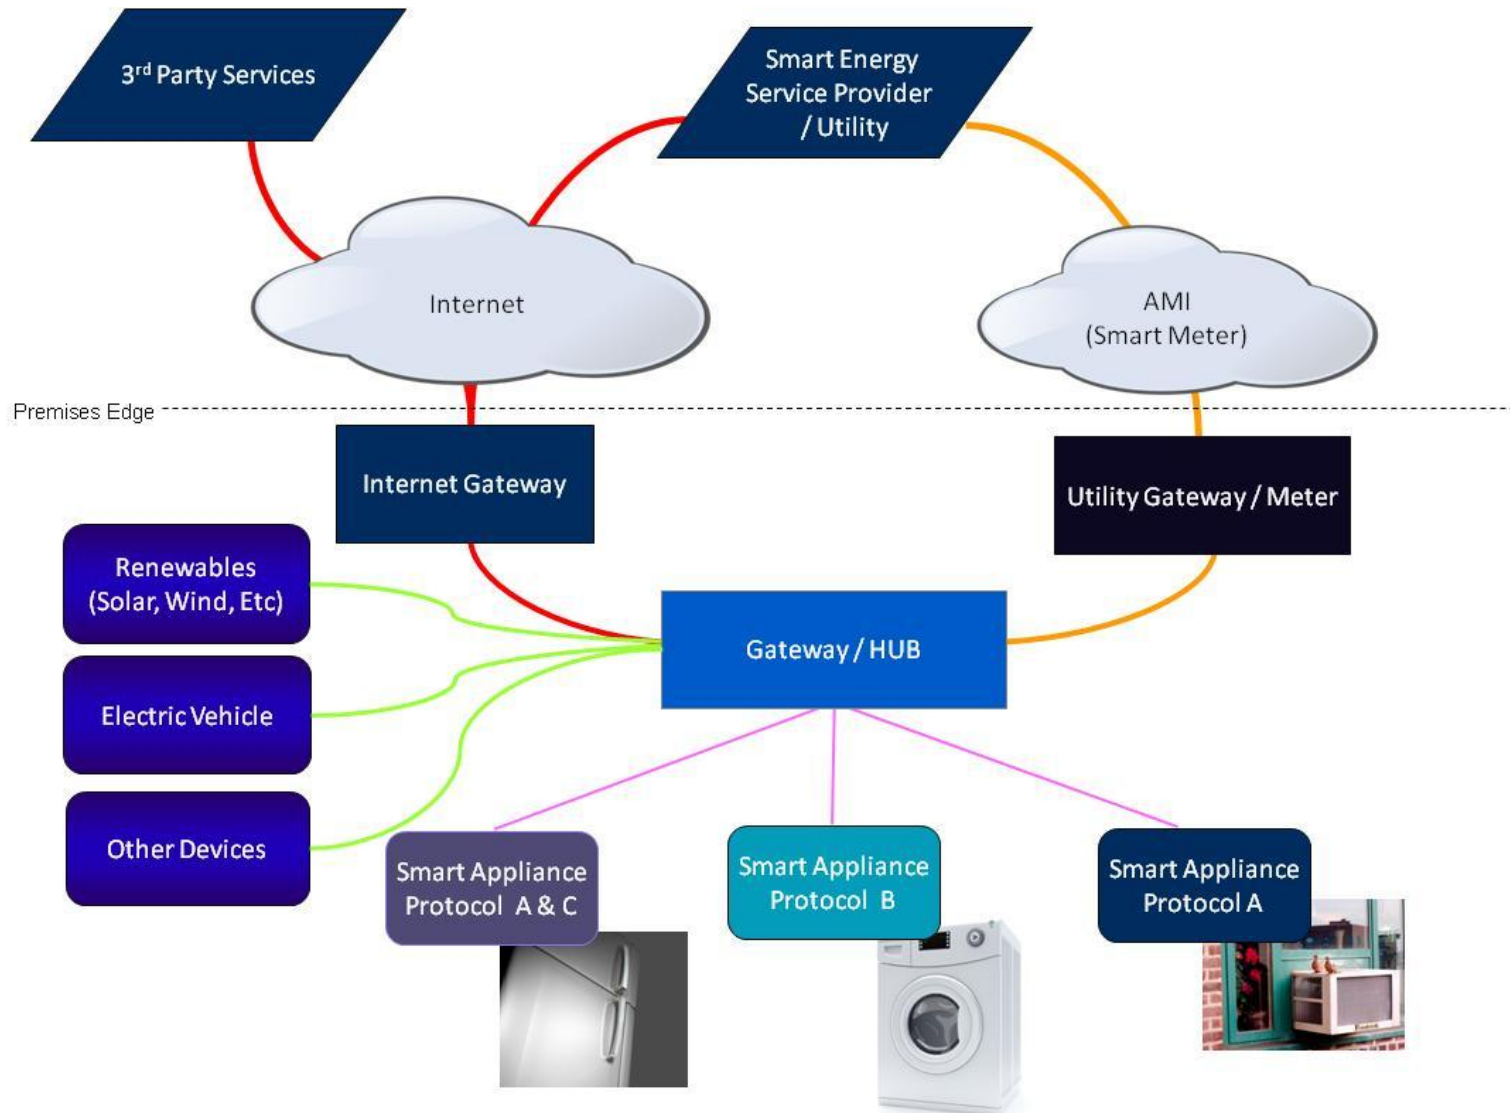 3rd Party Services
Smart Energy
Service Provider
/ Utility
Internet
AMI
(Smart Meter)
Premises Edge
Internet Gateway
Utility Gateway / Meter
Renewables
(Solar, Wind, Etc)
Gateway / HUB
Electric Vehicle
Other Devices
Smart Appliance
Protocol A & C
Smart Appliance
Protocol B
Smart Appliance
Protocol A